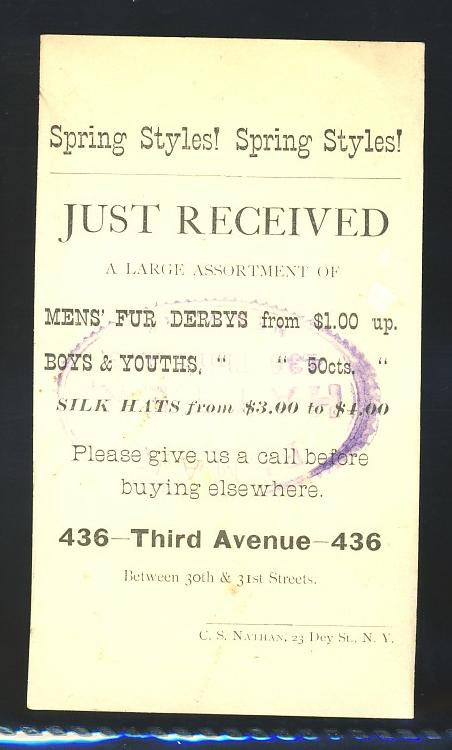 Spring Styles! Spring Styles!
JUST RECEIVED
A LARGE ASSORTMENT OF
MENS' FUR DERBYS from $1.00 up.
BOYS & YOUTHS, " " 50cts. "
SILK HATS from $3.00 to $4.00
Please give us a call before
buying elsewhere.
436—Third Avenue—436
Between 30th & 31st Streets.
C. S. NATHAN, 23 Dey St., N. Y.